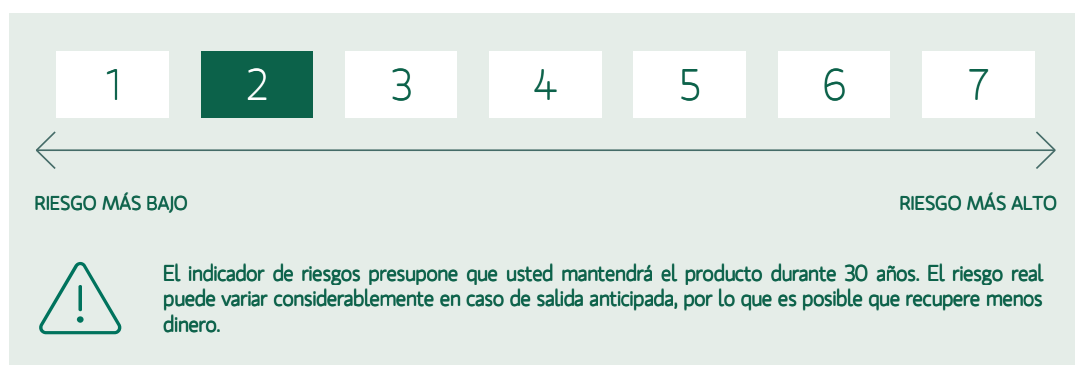 1 2 3 4 5 6 7
RIESGO MÁS BAJO RIESGO MÁS ALTO
El indicador de riesgos presupone que usted mantendrá el producto durante 30 años. El riesgo real
puede variar considerablemente en caso de salida anticipada, por lo que es posible que recupere menos
dinero.